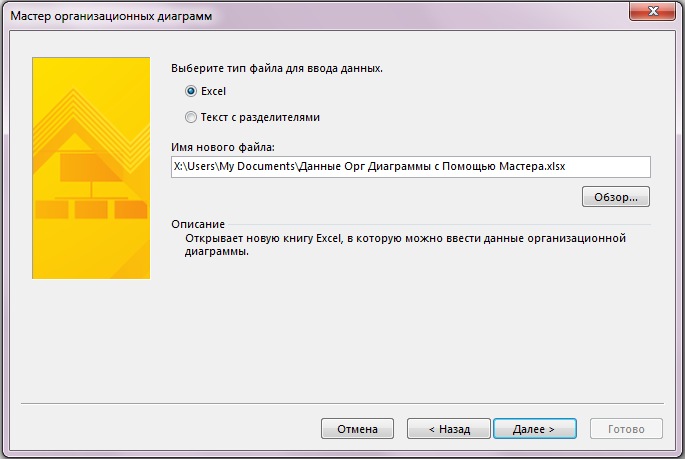 Мастер организационных диаграмм
Выберите тип файла для ввода данных.
Excel
Текст с разделителями
Имя нового файла:
X:\Users\My Documents\Данные Орг Диаграммы с Помощью Мастера.xlsx
Обзор...
Описание
Открывает новую книгу Excel, в которую можно ввести данные организационной
диаграммы.
Отмена
< Назад
Далее >
Готово